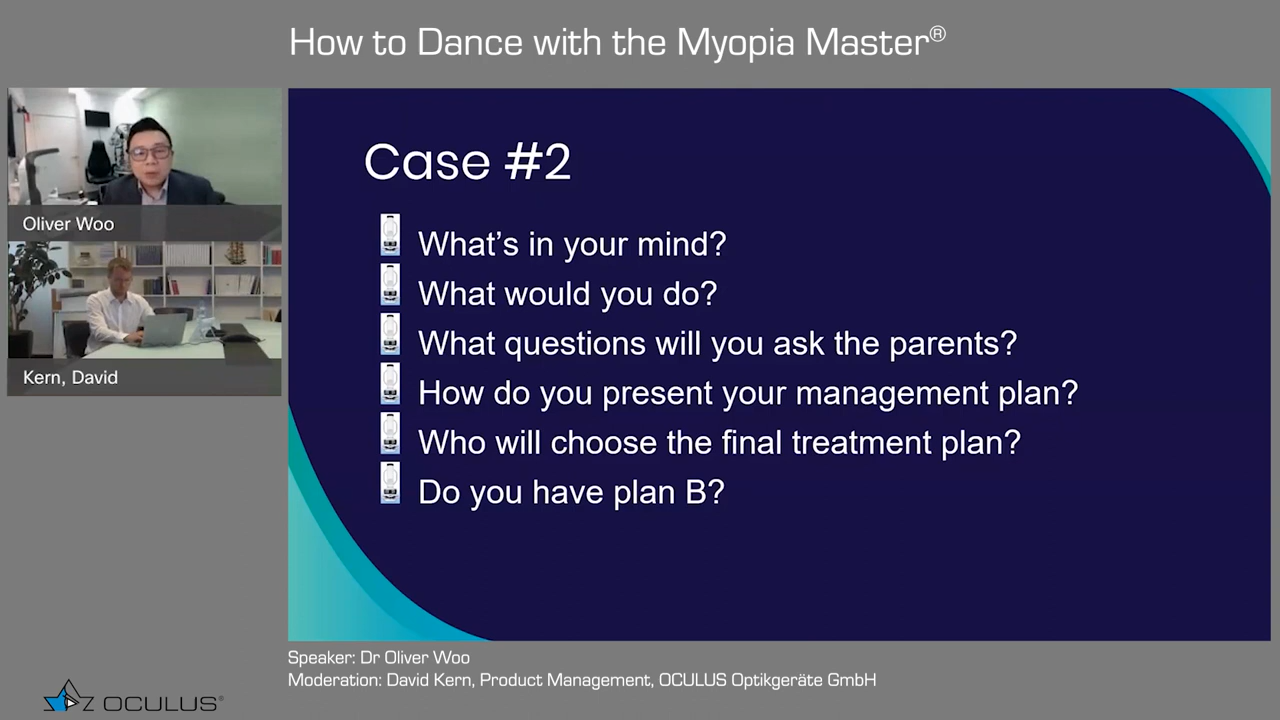 How to Dance with the Myopia Master®
Oliver Woo
Kern, David
Case #2
What's in your mind?
What would you do?
What questions will you ask the parents?
How do you present your management plan?
Who will choose the final treatment plan?
Do you have plan B?
Speaker: Dr Oliver Woo
Moderation: David Kern, Product Management, OCULUS Optikgeräte GmbH
OCULUS®